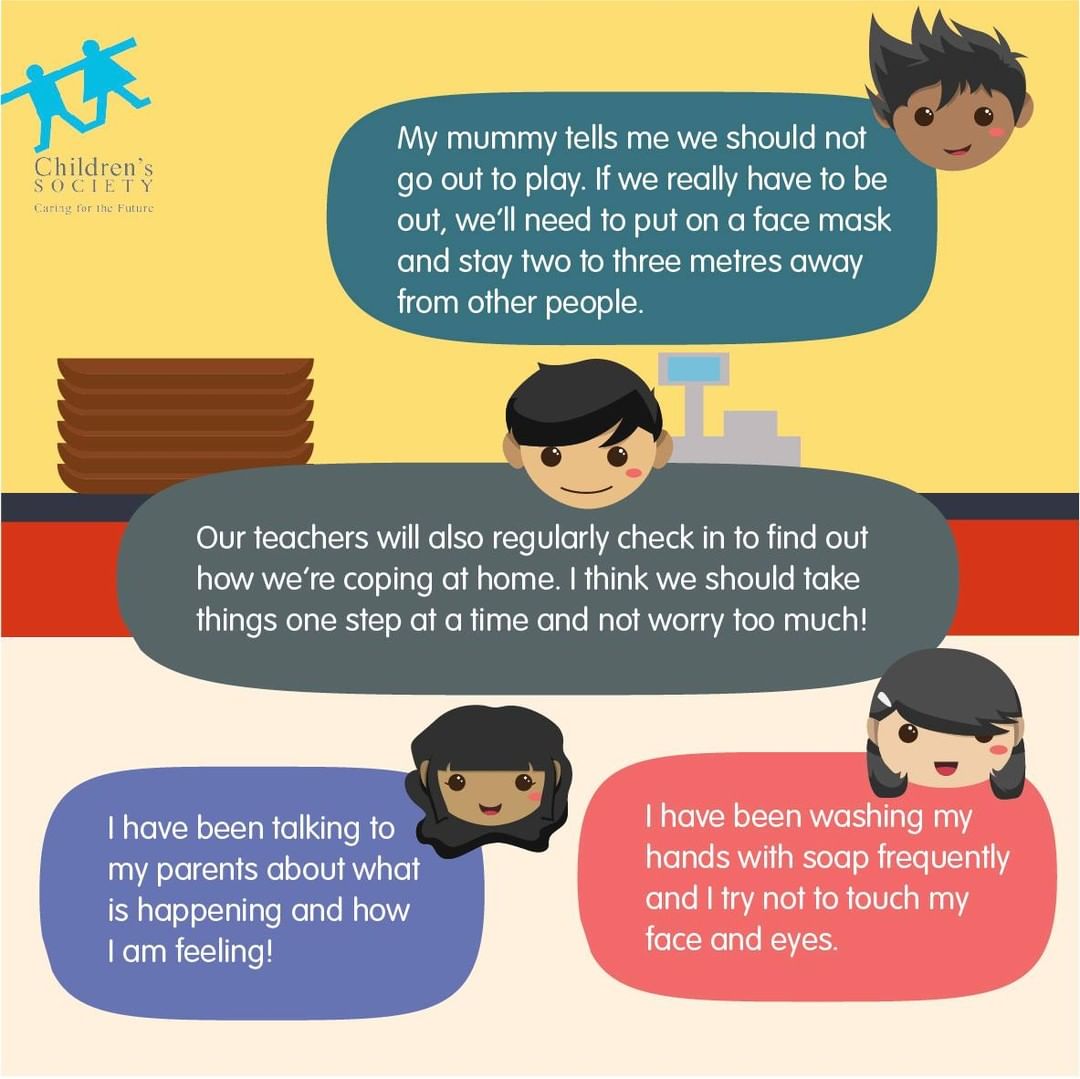 Children's
SOCIETY
Caring for the Future
My mummy tells me we should not
go out to play. If we really have to be
out, we'll need to put on a face mask
and stay two to three metres away
from other people.
Our teachers will also regularly check in to find out
how we're coping at home. I think we should take
things one step at a time and not worry too much!
I have been talking to
my parents about what
is happening and how
I am feeling!
I have been washing my
hands with soap frequently
and I try not to touch my
face and eyes.